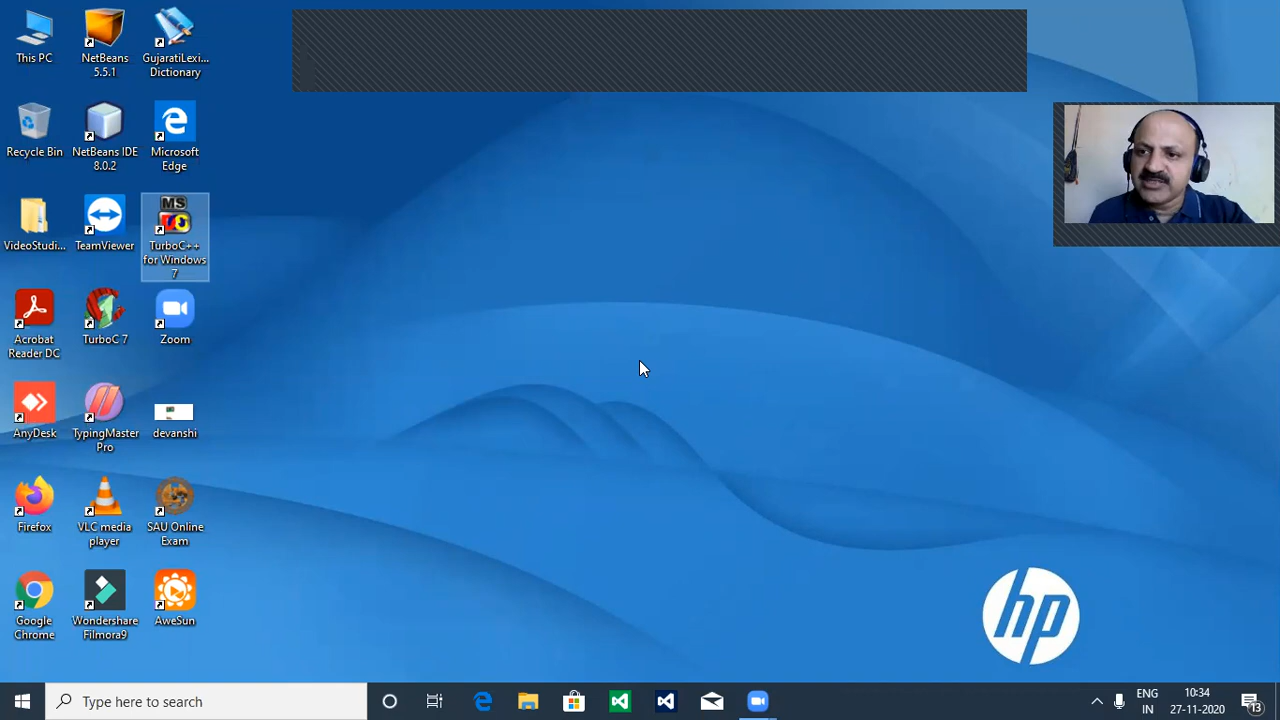 This PC
NetBeans
5.5.1
GujaratiLexi...
Dictionary
Recycle Bin
NetBeans IDE
8.0.2
Microsoft
Edge
VideoStudi...
TeamViewer
MS
TurboC++
for Windows
7
Acrobat
Reader DC
TurboC 7
Zoom
AnyDesk
TypingMaster
Pro
devanshi
Firefox
VLC media
player
SAU Online
Exam
Google
Chrome
Wondershare
Filmora9
AweSun
hp
Type here to search
ENG
IN
10:34
27-11-2020
13